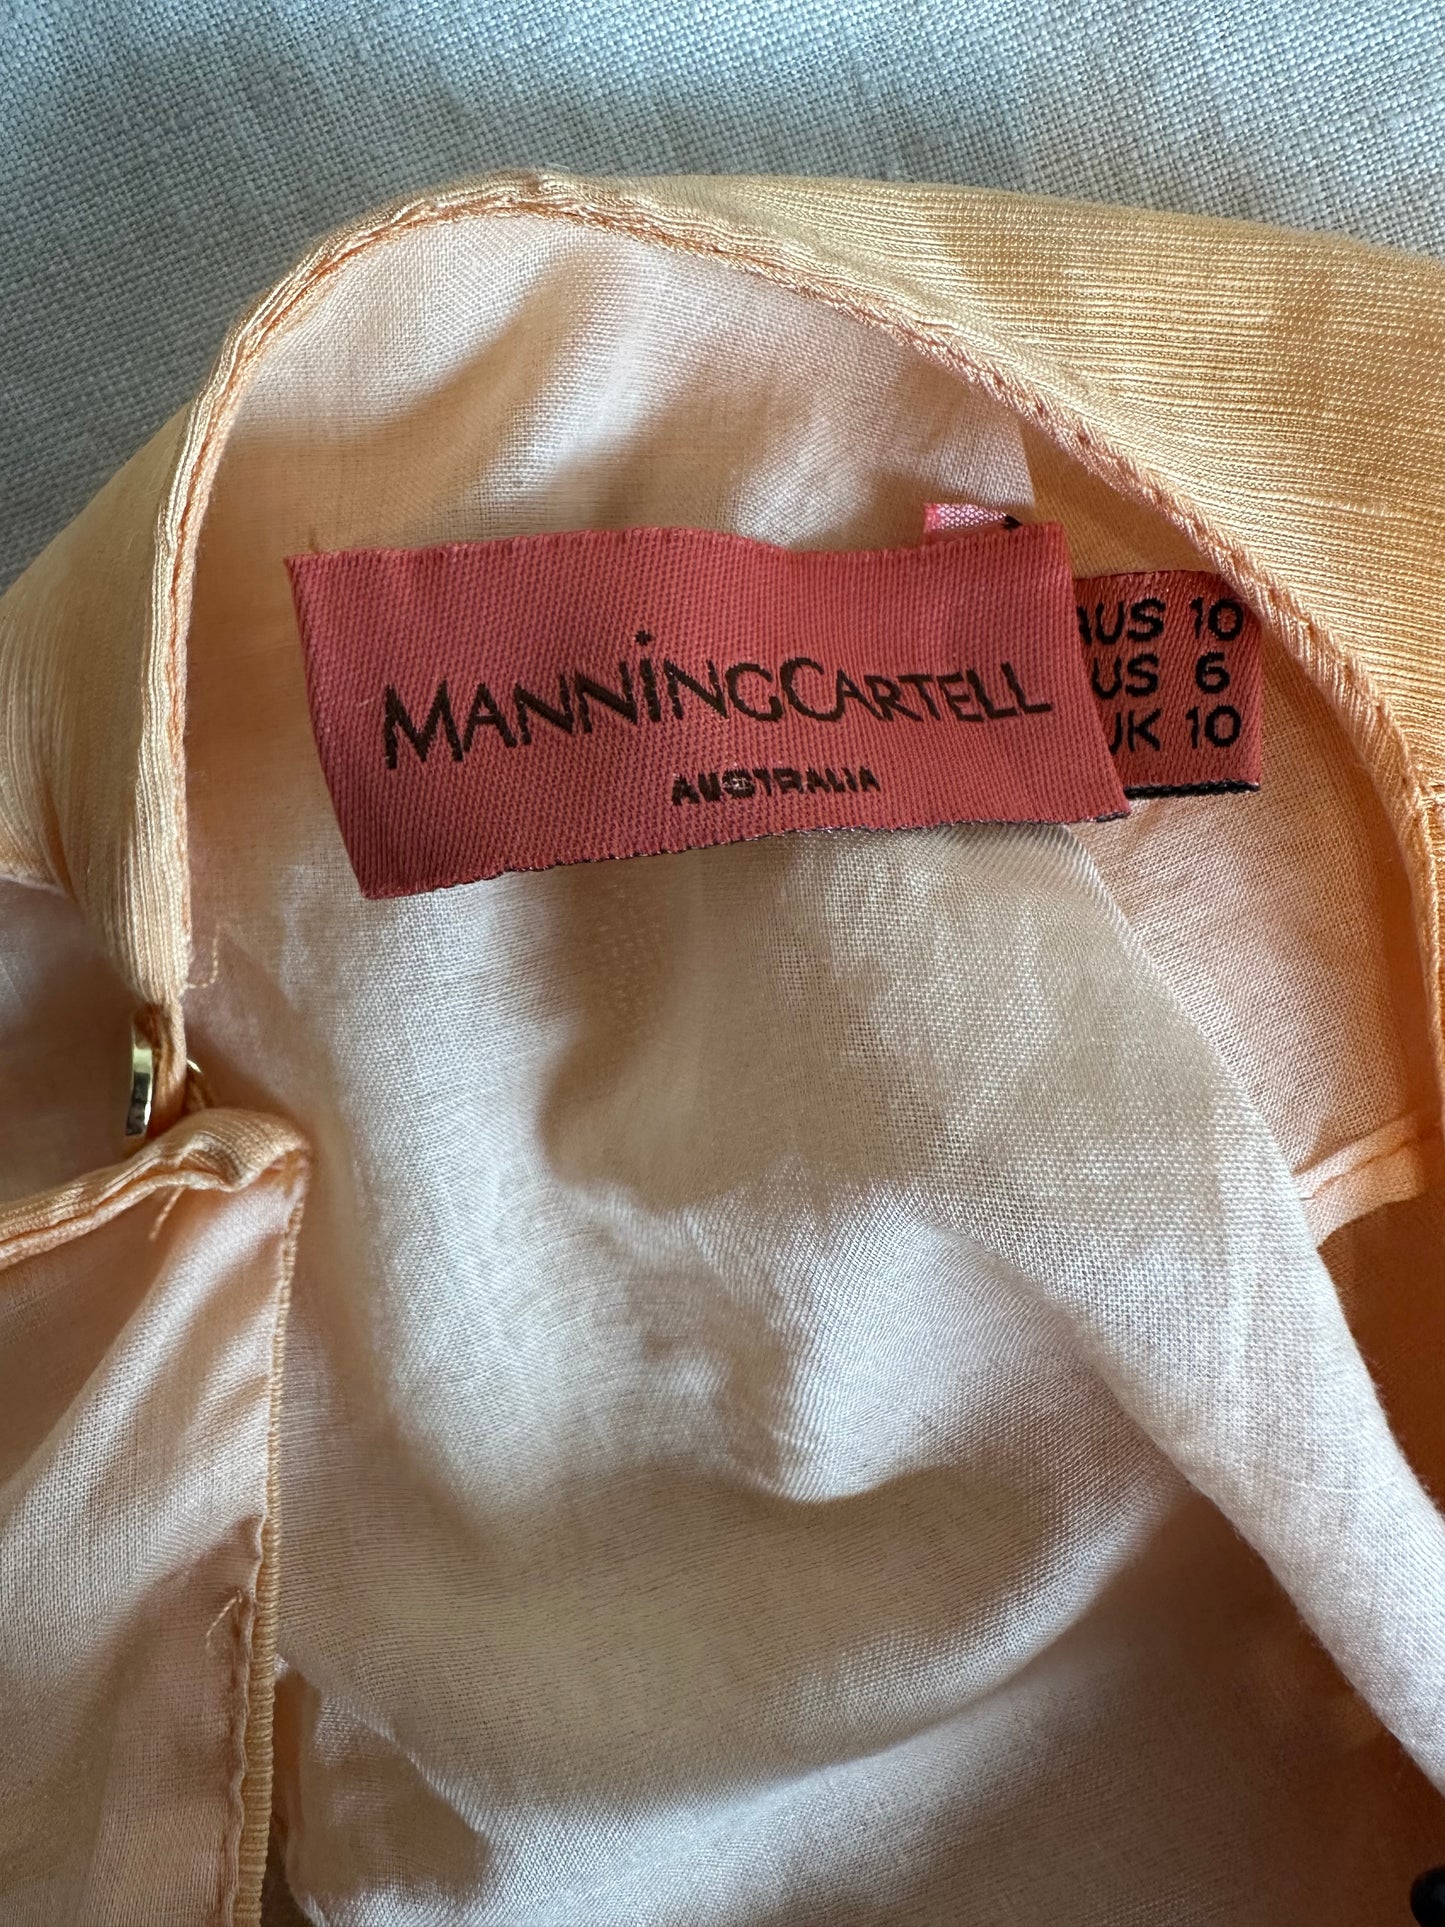 MANNINGCARTELL
AUSTRALIA
AUS 10
US 6
UK 10